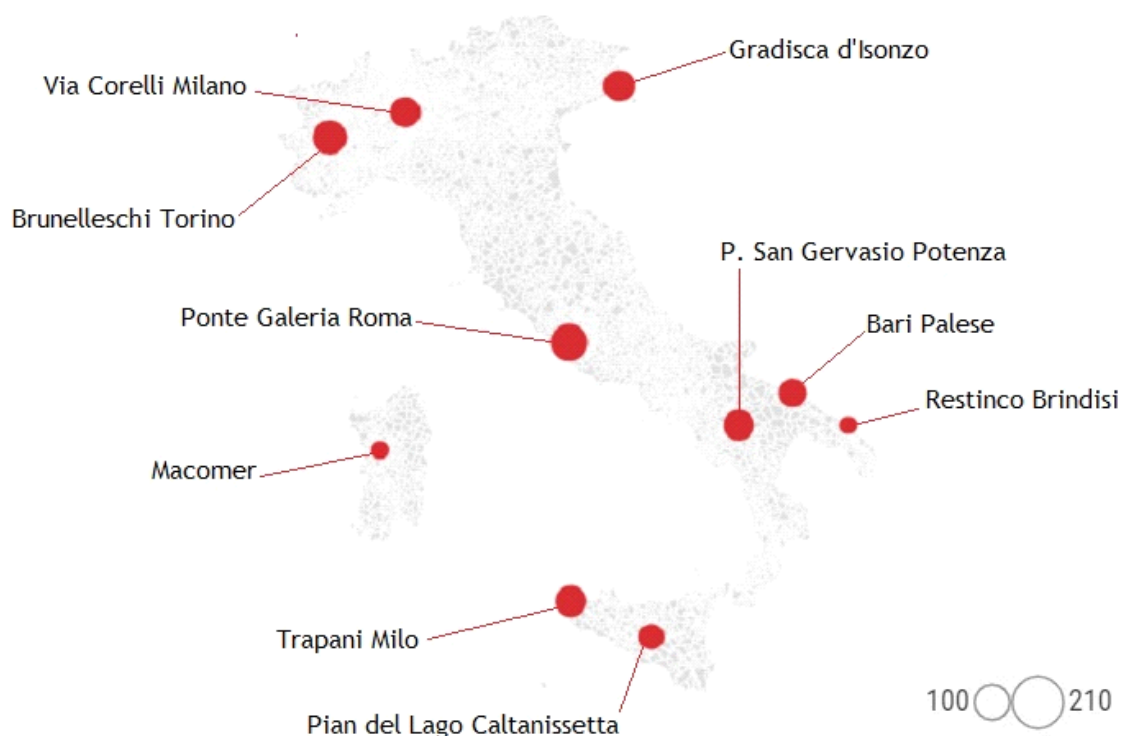 Gradisca d'Isonzo
Via Corelli Milano
Brunelleschi Torino
P. San Gervasio Potenza
Ponte Galeria Roma
Bari Palese
Restinco Brindisi
Macomer
Trapani Milo
Pian del Lago Caltanissetta
100 210